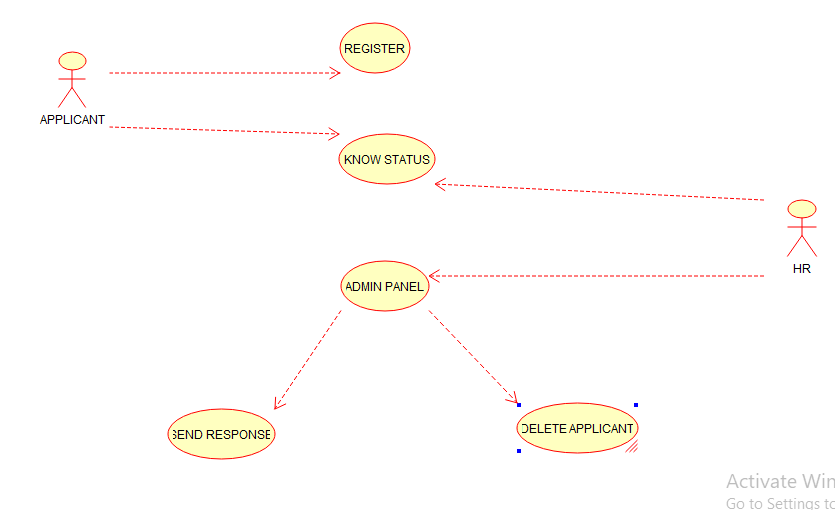 REGISTER
APPLICANT
KNOW STATUS
HR
ADMIN PANEL
SEND RESPONSE
DELETE APPLICANT
Activate Win
Go to Settings to